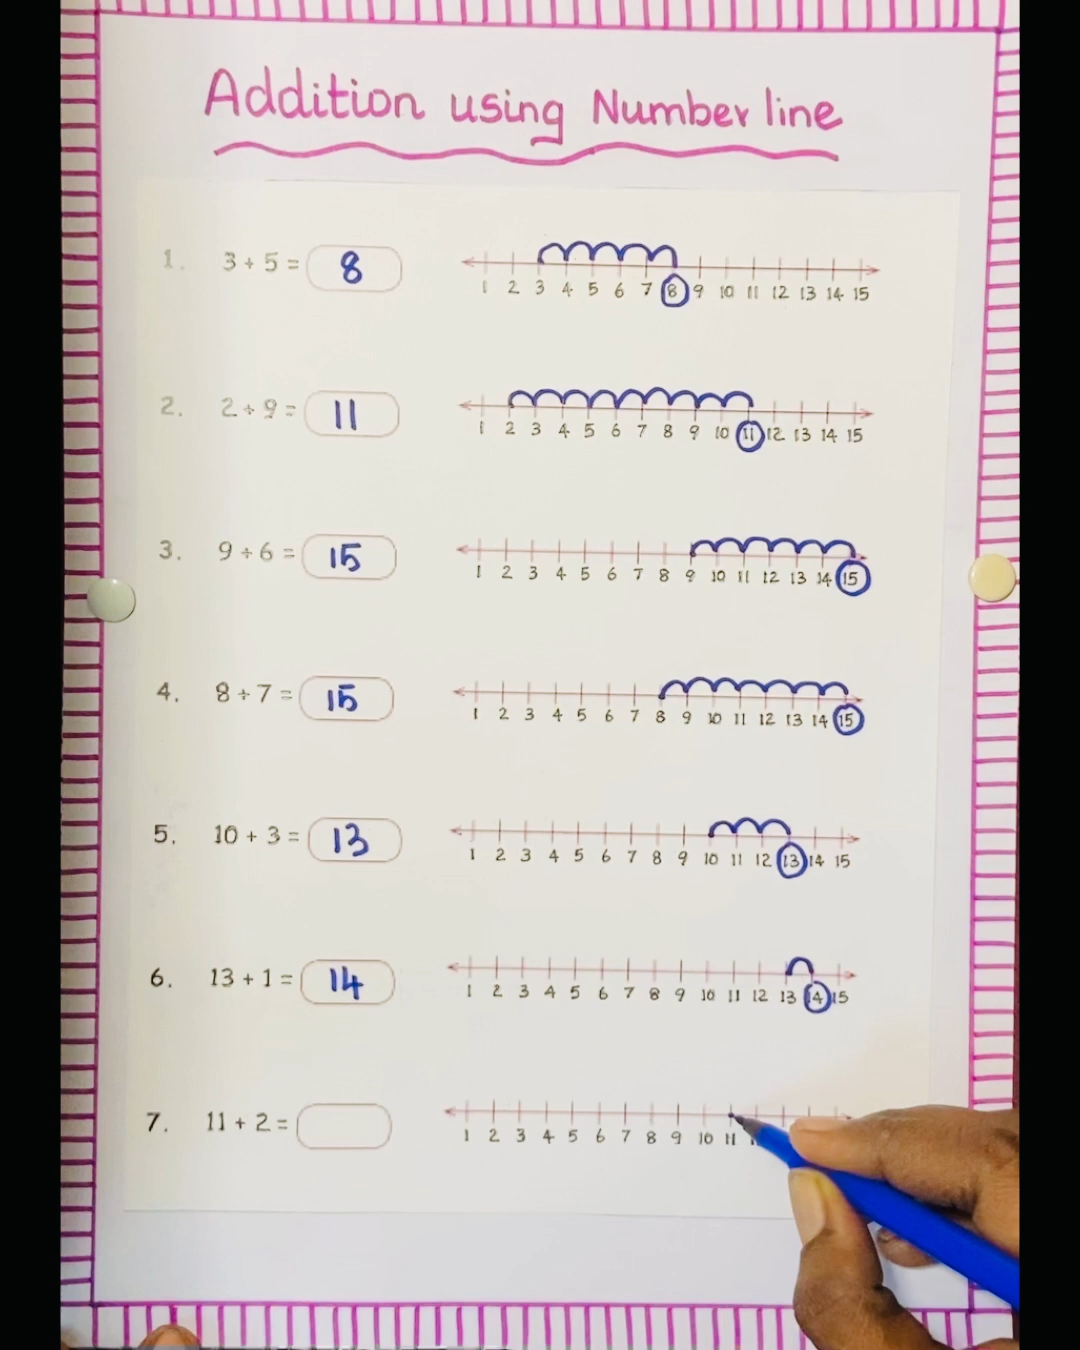 Addition using Number line
1. 3 + 5 = 8
1 2 3 4 5 6 7 8 9 10 11 12 13 14 15
2. 2 + 9 = 11
1 2 3 4 5 6 7 8 9 10 11 12 13 14 15
3. 9 + 6 = 15
1 2 3 4 5 6 7 8 9 10 11 12 13 14 15
4. 8 + 7 = 15
1 2 3 4 5 6 7 8 9 10 11 12 13 14 15
5. 10 + 3 = 13
1 2 3 4 5 6 7 8 9 10 11 12 13 14 15
6. 13 + 1 = 14
1 2 3 4 5 6 7 8 9 10 11 12 13 14 15
7. 11 + 2 =
1 2 3 4 5 6 7 8 9 10 11